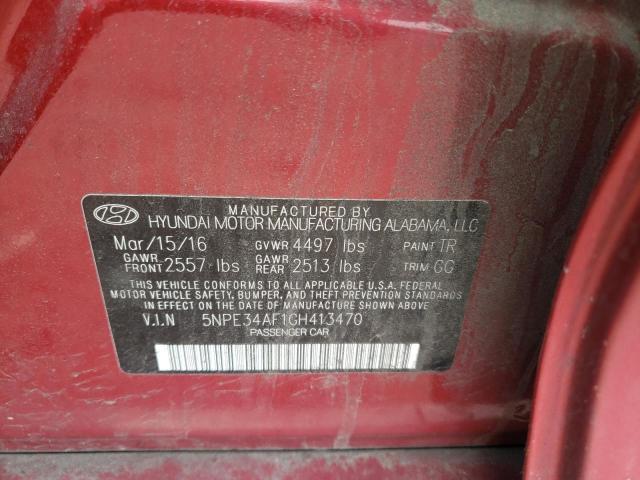 MANUFACTURED BY
HYUNDAI MOTOR MANUFACTURING ALABAMA, LLC
Mar/15/16 GVWR 4497 lbs PAINT TR
GAWR FRONT 2557 lbs GAWR REAR 2513 lbs TRIM GG
THIS VEHICLE CONFORMS TO ALL APPLICABLE U.S.A. FEDERAL
MOTOR VEHICLE SAFETY, BUMPER, AND THEFT PREVENTION STANDARDS
IN EFFECT ON THE DATE OF MANUFACTURE SHOWN ABOVE
V.I.N 5NPE34AF1GH413470
PASSENGER CAR